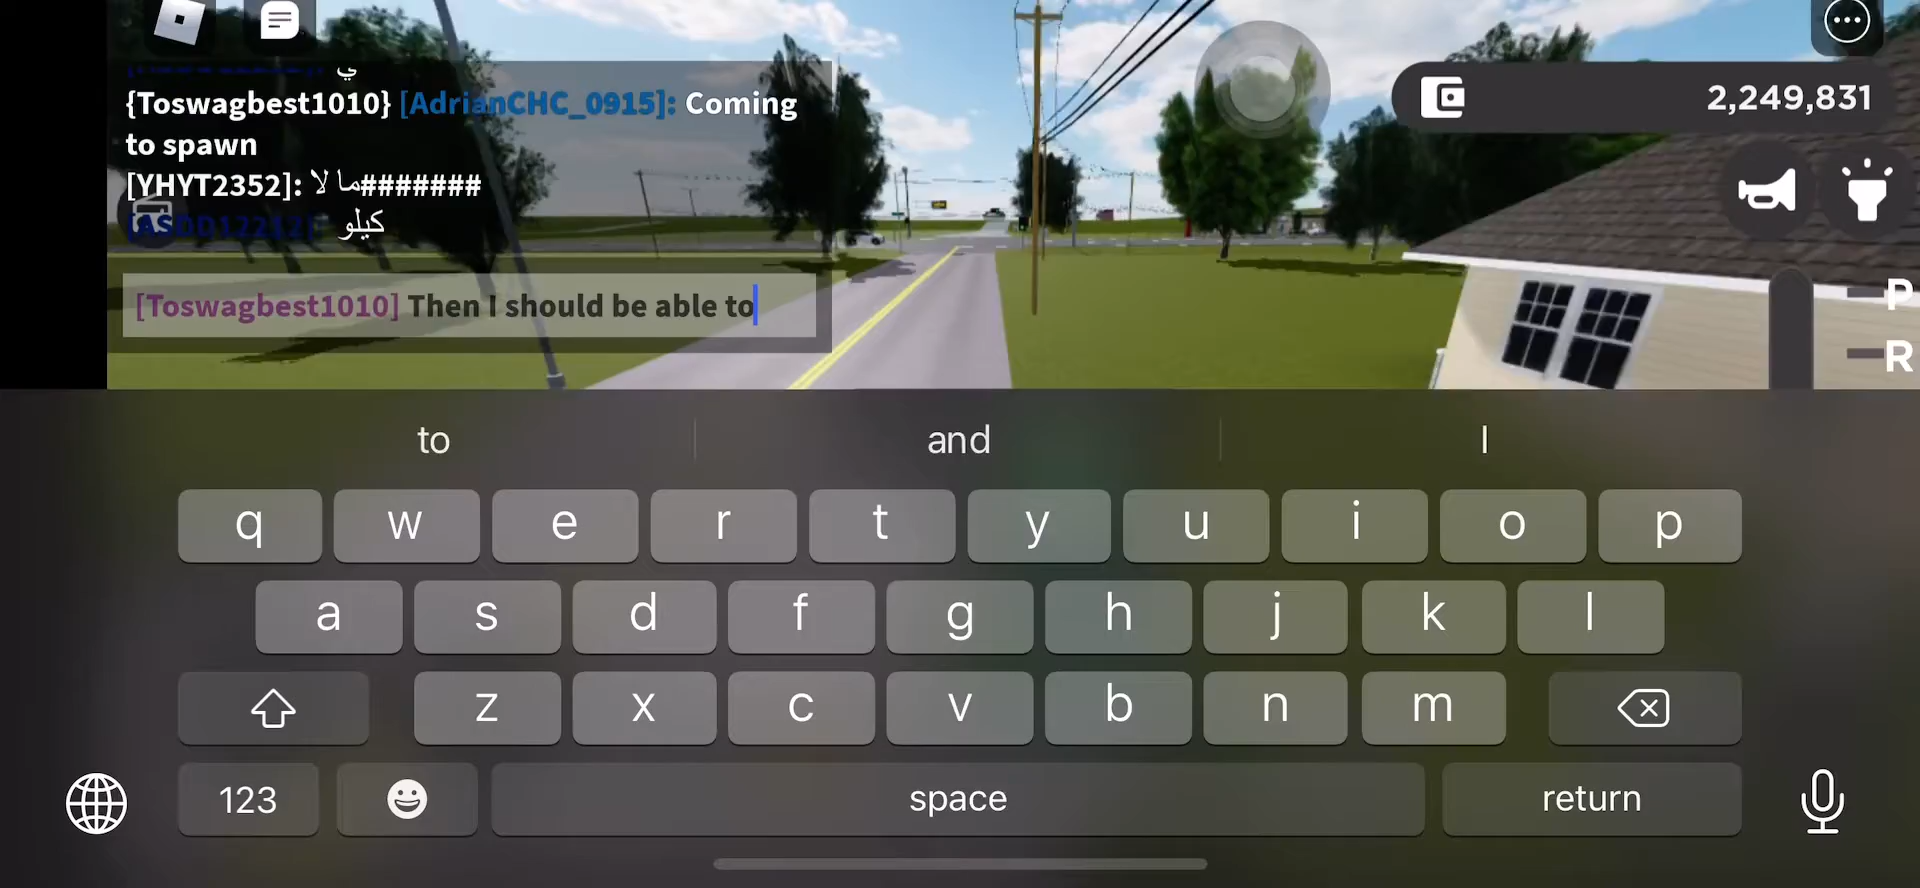 2,249,831
{Toswagbest1010} [AdrianCHC_0915]: Coming
to spawn
[YHYT2352]: ما لا#######
[ASDD12212]: كيلو
[Toswagbest1010] Then I should be able to
P
R
to and I
q w e r t y u i o p
a s d f g h j k l
z x c v b n m
123 space return